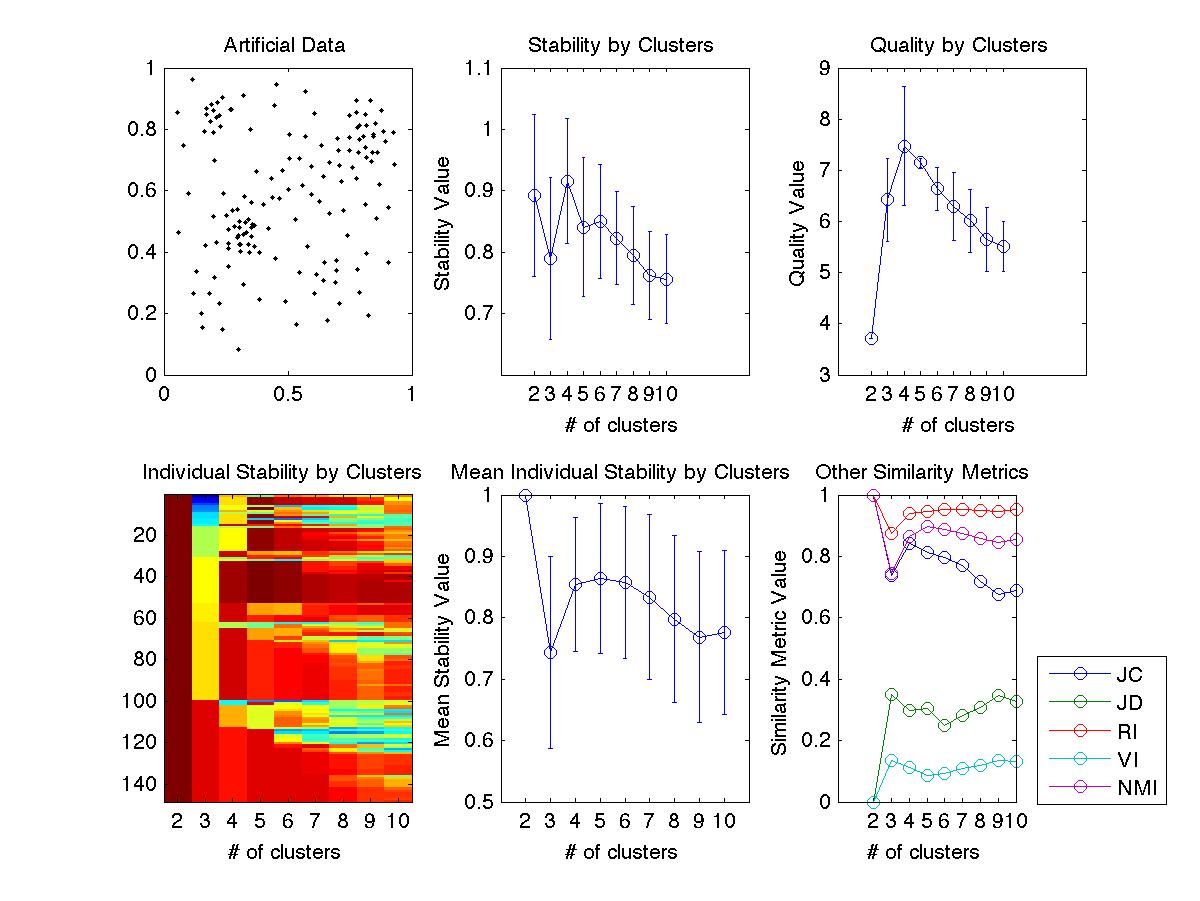 Artificial Data
1
0.8
0.6
0.4
0.2
0
0 0.5 1
Stability by Clusters
Stability Value
1.1
1
0.9
0.8
0.7
2 3 4 5 6 7 8 9 10
# of clusters
Quality by Clusters
Quality Value
9
8
7
6
5
4
3
2 3 4 5 6 7 8 9 10
# of clusters
Individual Stability by Clusters
20
40
60
80
100
120
140
2 3 4 5 6 7 8 9 10
# of clusters
Mean Individual Stability by Clusters
Mean Stability Value
1
0.9
0.8
0.7
0.6
0.5
2 3 4 5 6 7 8 9 10
# of clusters
Other Similarity Metrics
Similarity Metric Value
1
0.8
0.6
0.4
0.2
0
2 3 4 5 6 7 8 9 10
# of clusters
JC
JD
RI
VI
NMI